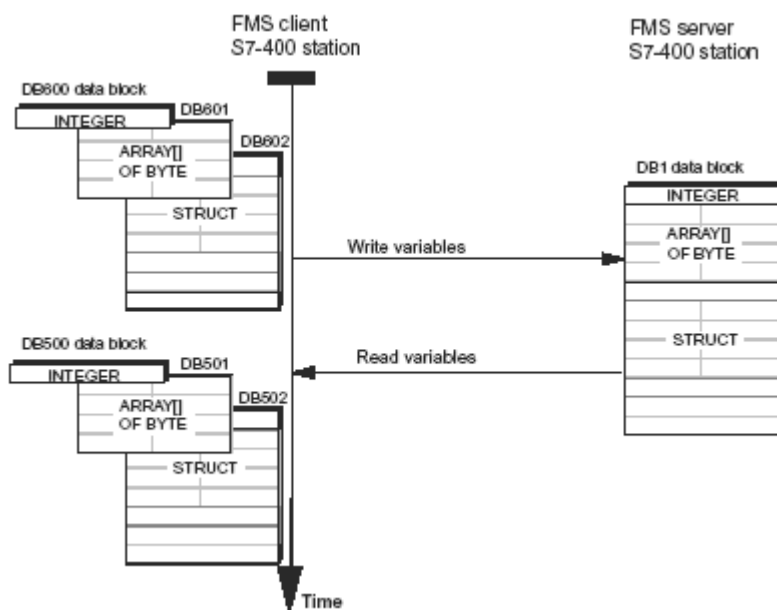 FMS client
S7-400 station
FMS server
S7-400 station
DB600 data block
DB601
INTEGER
DB602
ARRAY[]
OF BYTE
STRUCT
DB1 data block
INTEGER
ARRAY[]
OF BYTE
STRUCT
Write variables
Read variables
DB500 data block
DB501
INTEGER
DB502
ARRAY[]
OF BYTE
STRUCT
Time